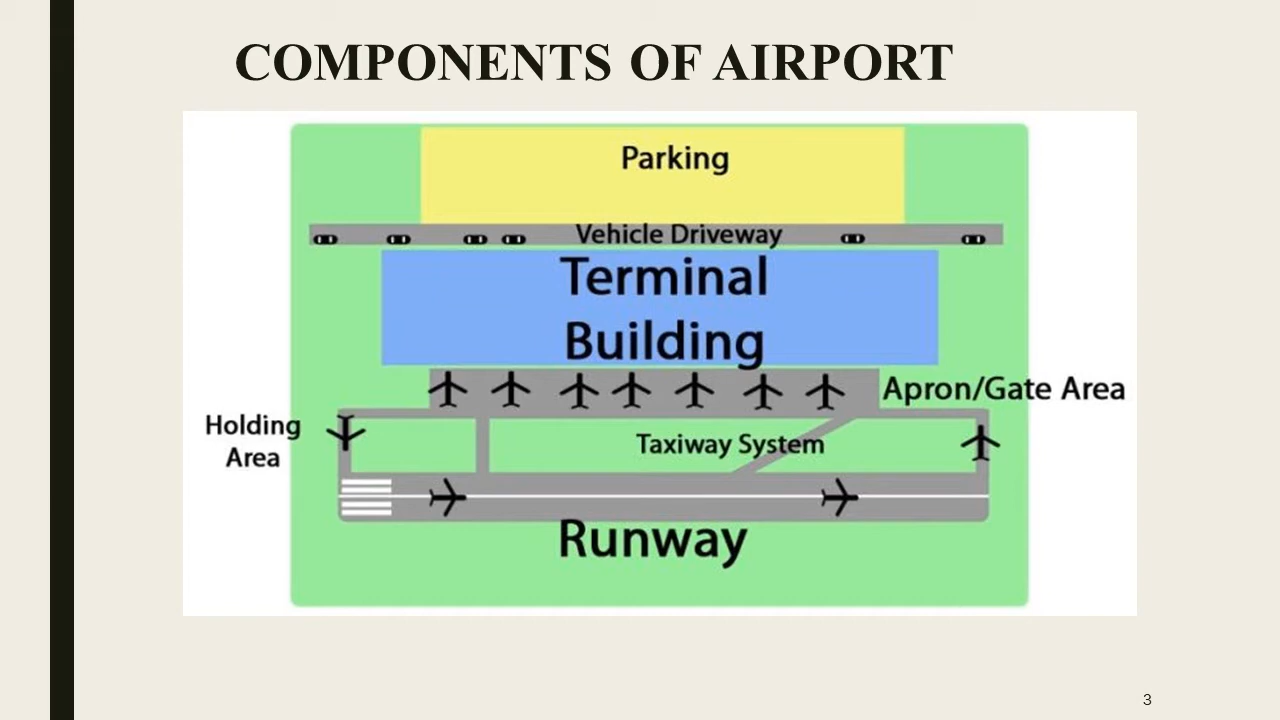 COMPONENTS OF AIRPORT
Parking
Vehicle Driveway
Terminal
Building
Apron/Gate Area
Holding
Area
Taxiway System
Runway
3